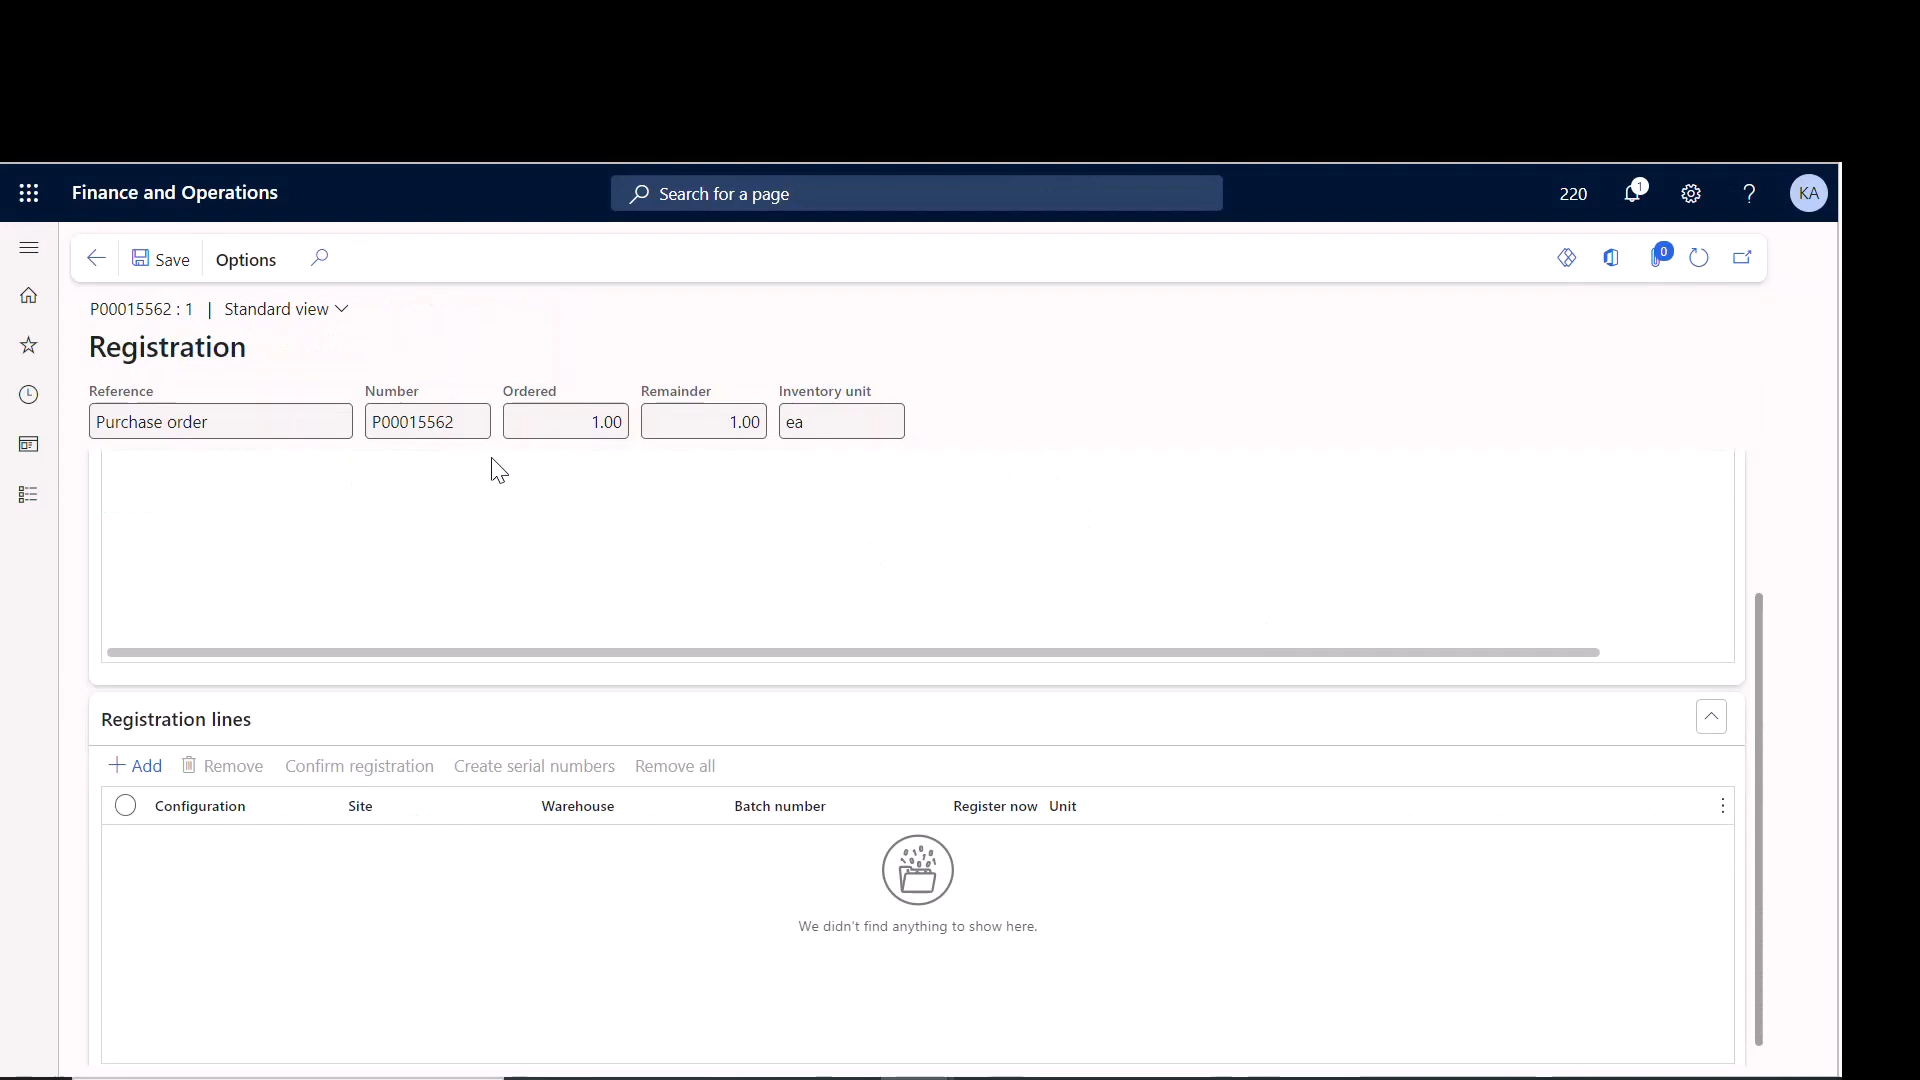 Finance and Operations
Search for a page
220
1
KA
Save
Options
0
P00015562 : 1 | Standard view
Registration
Reference
Number
Ordered
Remainder
Inventory unit
Purchase order
P00015562
1.00
1.00
ea
Registration lines
Add
Remove
Confirm registration
Create serial numbers
Remove all
Configuration
Site
Warehouse
Batch number
Register now
Unit
We didn't find anything to show here.